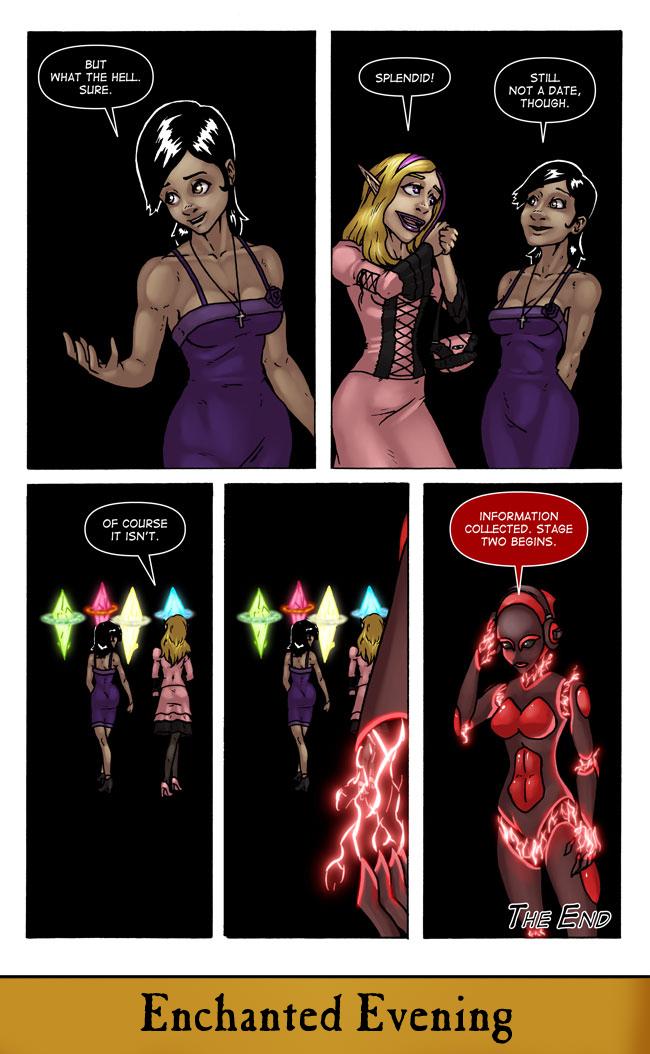 BUT
WHAT THE HELL.
SURE.
SPLENDID!
STILL
NOT A DATE,
THOUGH.
OF COURSE
IT ISN'T.
INFORMATION
COLLECTED. STAGE
TWO BEGINS.
THE END
Enchanted Evening